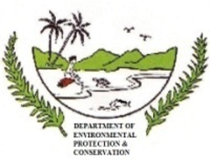 DEPARTMENT OF
ENVIRONMENTAL
PROTECTION &
CONSERVATION